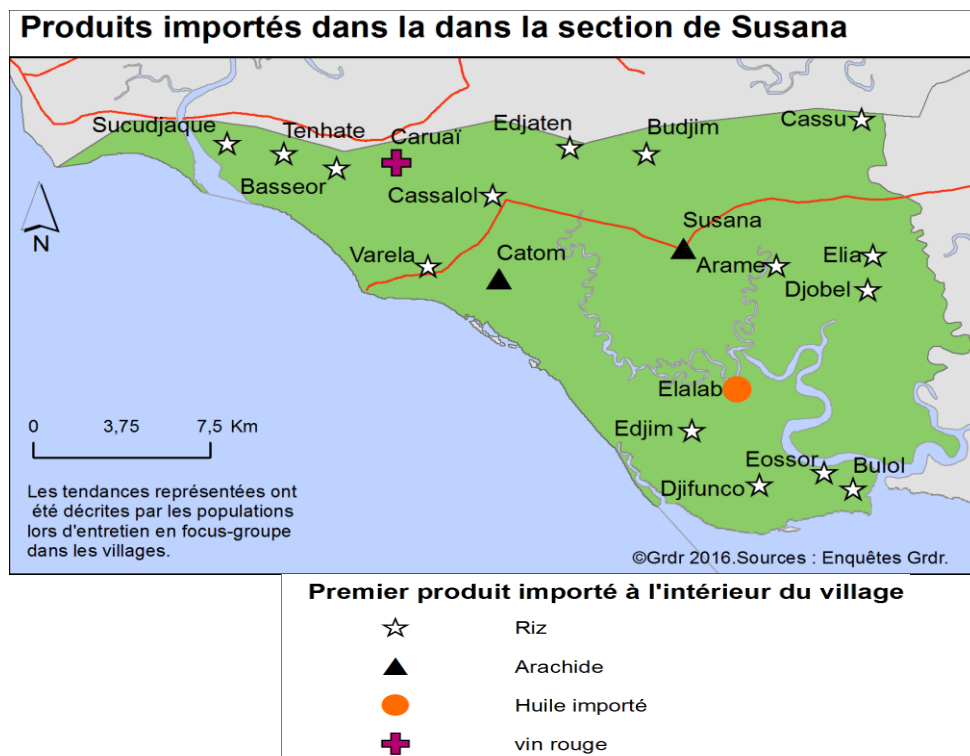 Produits importés dans la dans la section de Susana
Sucudjaque
Tenhate
Caruaï
Edjaten
Budjim
Cassu
Basseor
Cassalol
Susana
Varela
Catom
Arame
Elia
Djobel
N
Elalab
Edjim
Eossor
Bulol
Djifunco
0 3,75 7,5 Km
Les tendances représentées ont
été décrites par les populations
lors d'entretien en focus-groupe
dans les villages.
©Grdr 2016.Sources : Enquêtes Grdr.
Premier produit importé à l'intérieur du village
Riz
Arachide
Huile importé
vin rouge